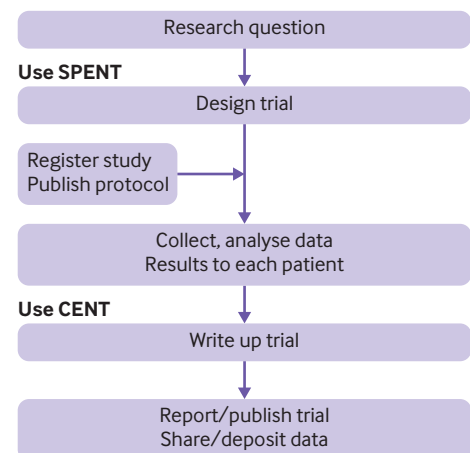 Research question
Use SPENT
Design trial
Register study
Publish protocol
Collect, analyse data
Results to each patient
Use CENT
Write up trial
Report/publish trial
Share/deposit data